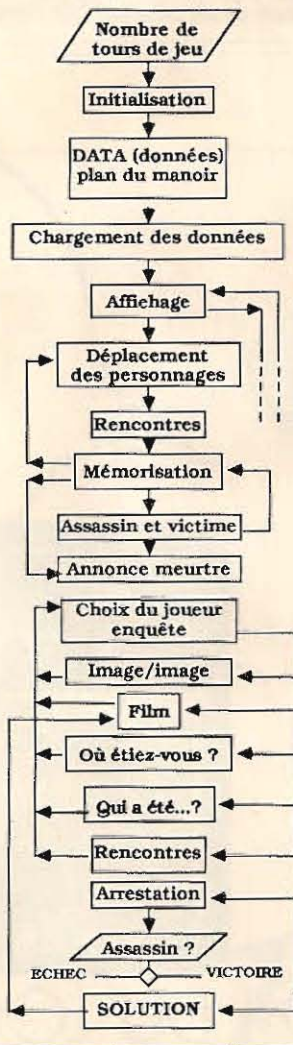 Nombre de
tours de jeu
Initialisation
DATA (données)
plan du manoir
Chargement des données
Affiehage
Déplacement
des personnages
Rencontres
Mémorisation
Assassin et victime
Annonce meurtre
Choix du joueur
enquête
Image/image
Film
Où étiez-vous ?
Qui a été...?
Rencontres
Arrestation
Assassin ?
ECHEC
VICTOIRE
SOLUTION